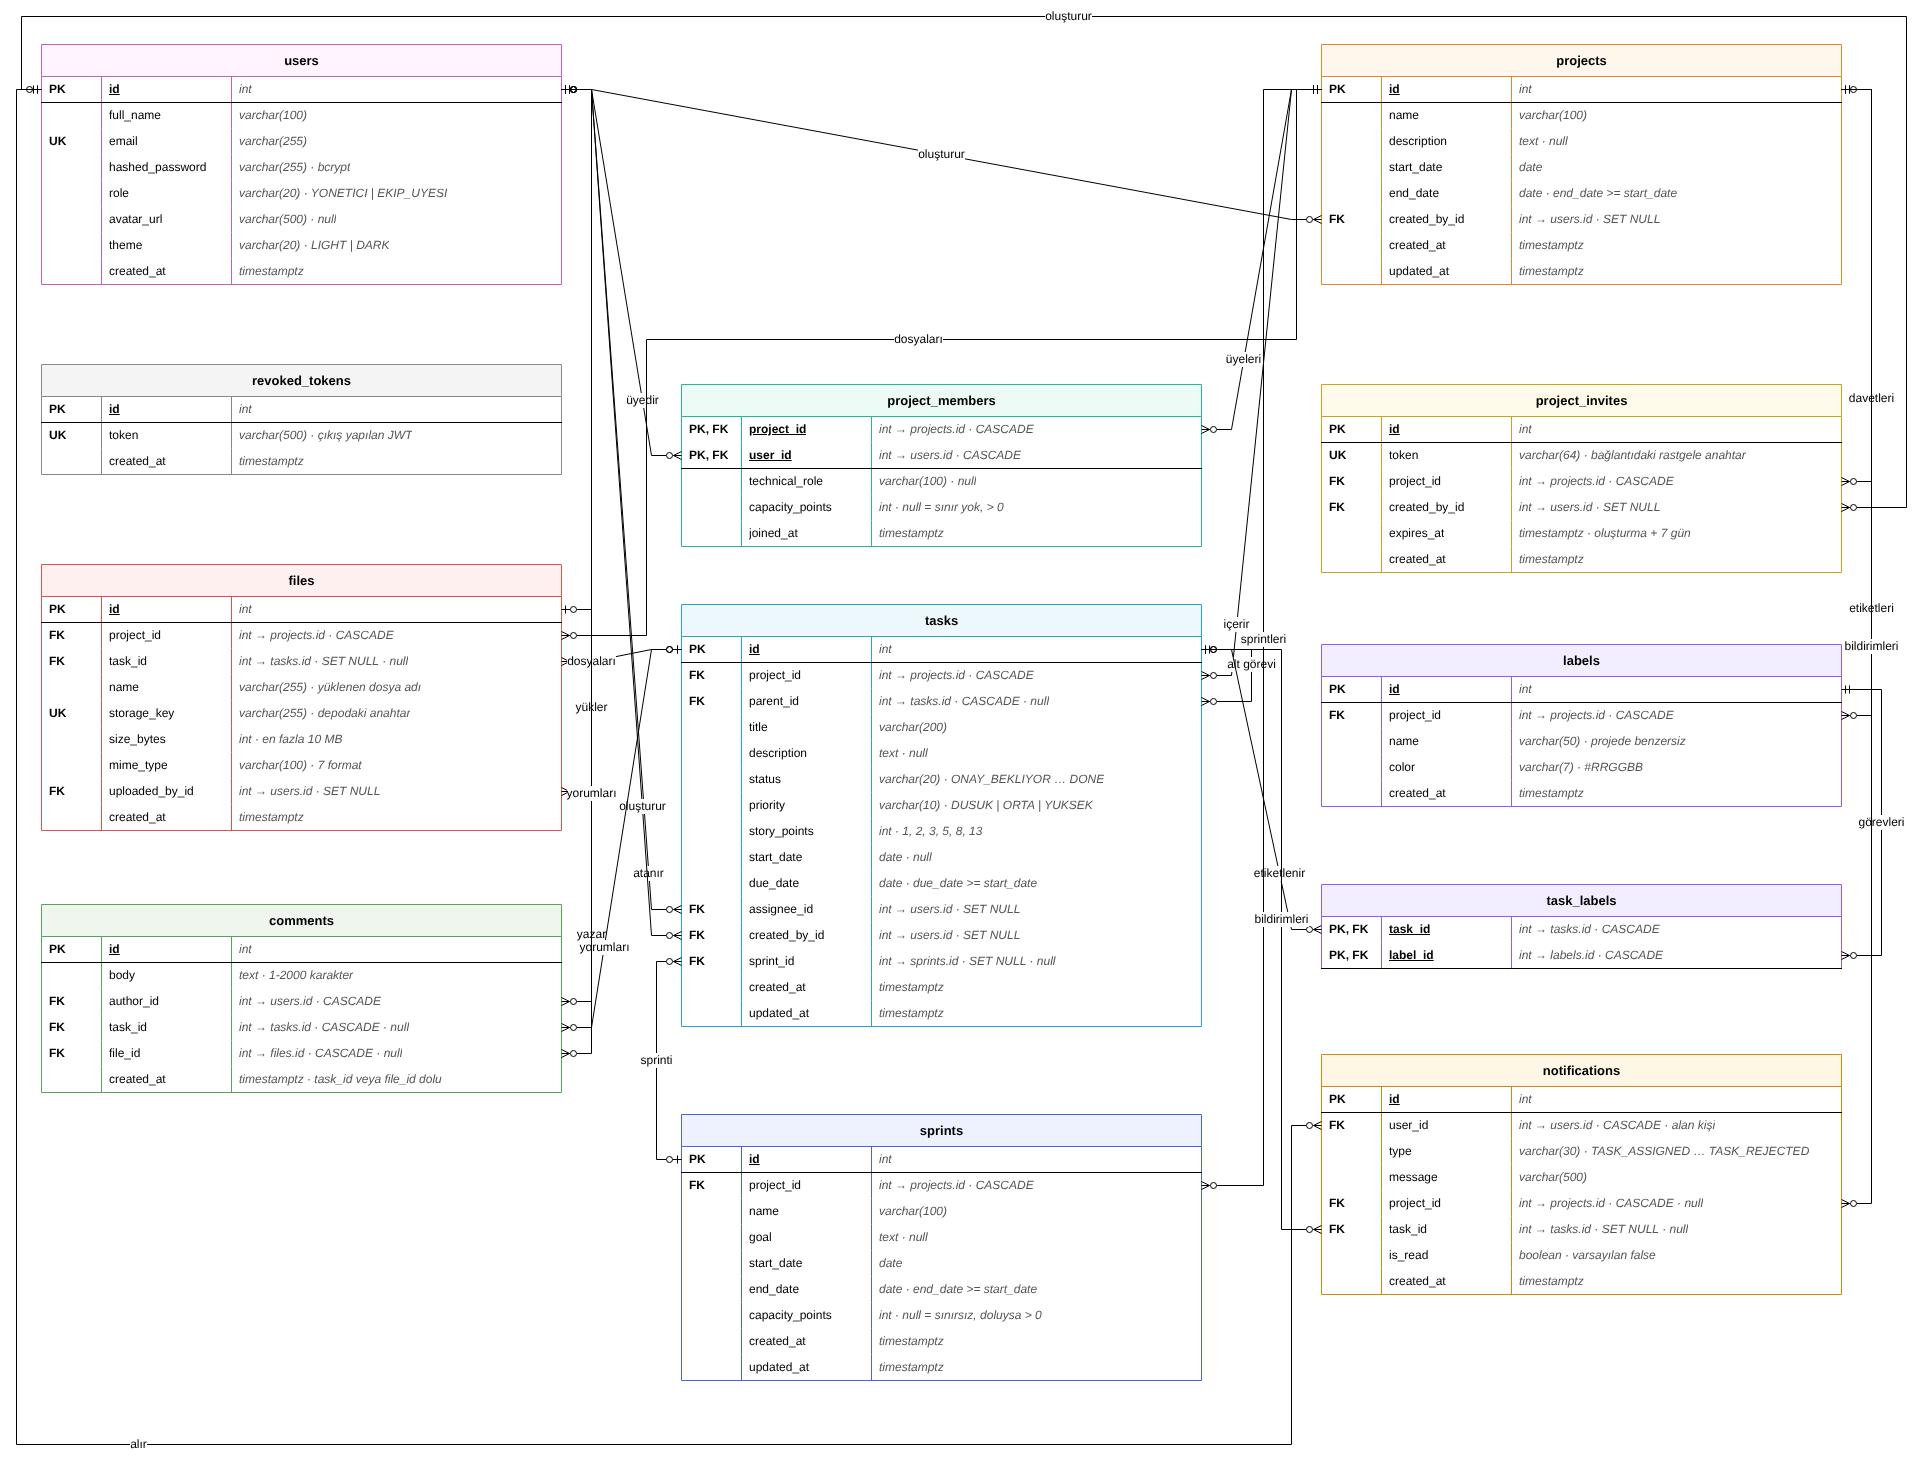 oluşturur
users
PK id int
full_name varchar(100)
UK email varchar(255)
hashed_password varchar(255) · bcrypt
role varchar(20) · YONETICI | EKIP_UYESI
avatar_url varchar(500) · null
theme varchar(20) · LIGHT | DARK
created_at timestamptz
oluşturur
projects
PK id int
name varchar(100)
description text · null
start_date date
end_date date · end_date >= start_date
FK created_by_id int → users.id · SET NULL
created_at timestamptz
updated_at timestamptz
dosyaları
üyeleri
revoked_tokens
PK id int
UK token varchar(500) · çıkış yapılan JWT
created_at timestamptz
üyedir
project_members
PK, FK project_id int → projects.id · CASCADE
PK, FK user_id int → users.id · CASCADE
technical_role varchar(100) · null
capacity_points int · null = sınır yok, > 0
joined_at timestamptz
project_invites
PK id int
UK token varchar(64) · bağlantıdaki rastgele anahtar
FK project_id int → projects.id · CASCADE
FK created_by_id int → users.id · SET NULL
expires_at timestamptz · oluşturma + 7 gün
created_at timestamptz
davetleri
files
PK id int
FK project_id int → projects.id · CASCADE
FK task_id int → tasks.id · SET NULL · null
name varchar(255) · yüklenen dosya adı
UK storage_key varchar(255) · depodaki anahtar
size_bytes int · en fazla 10 MB
mime_type varchar(100) · 7 format
FK uploaded_by_id int → users.id · SET NULL
created_at timestamptz
dosyaları
yükler
yorumları
oluşturur
atanır
yazar
yorumları
tasks
PK id int
FK project_id int → projects.id · CASCADE
FK parent_id int → tasks.id · CASCADE · null
title varchar(200)
description text · null
status varchar(20) · ONAY_BEKLIYOR … DONE
priority varchar(10) · DUSUK | ORTA | YUKSEK
story_points int · 1, 2, 3, 5, 8, 13
start_date date · null
due_date date · due_date >= start_date
FK assignee_id int → users.id · SET NULL
FK created_by_id int → users.id · SET NULL
FK sprint_id int → sprints.id · SET NULL · null
created_at timestamptz
updated_at timestamptz
içerir
sprintleri
alt görevi
etiketlenir
bildirimleri
etiketleri
bildirimleri
labels
PK id int
FK project_id int → projects.id · CASCADE
name varchar(50) · projede benzersiz
color varchar(7) · #RRGGBB
created_at timestamptz
görevleri
comments
PK id int
body text · 1-2000 karakter
FK author_id int → users.id · CASCADE
FK task_id int → tasks.id · CASCADE · null
FK file_id int → files.id · CASCADE · null
created_at timestamptz · task_id veya file_id dolu
task_labels
PK, FK task_id int → tasks.id · CASCADE
PK, FK label_id int → labels.id · CASCADE
sprinti
sprints
PK id int
FK project_id int → projects.id · CASCADE
name varchar(100)
goal text · null
start_date date
end_date date · end_date >= start_date
capacity_points int · null = sınırsız, doluysa > 0
created_at timestamptz
updated_at timestamptz
notifications
PK id int
FK user_id int → users.id · CASCADE · alan kişi
type varchar(30) · TASK_ASSIGNED … TASK_REJECTED
message varchar(500)
FK project_id int → projects.id · CASCADE · null
FK task_id int → tasks.id · SET NULL · null
is_read boolean · varsayılan false
created_at timestamptz
alır